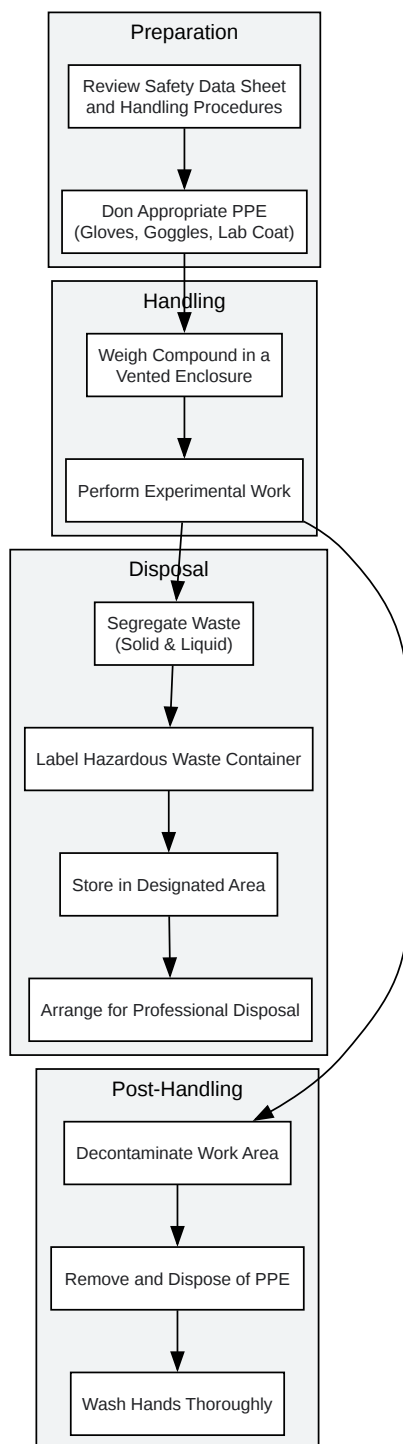 Preparation
Review Safety Data Sheet
and Handling Procedures
Don Appropriate PPE
(Gloves, Goggles, Lab Coat)
Handling
Weigh Compound in a
Vented Enclosure
Perform Experimental Work
Disposal
Segregate Waste
(Solid & Liquid)
Label Hazardous Waste Container
Store in Designated Area
Arrange for Professional Disposal
Post-Handling
Decontaminate Work Area
Remove and Dispose of PPE
Wash Hands Thoroughly